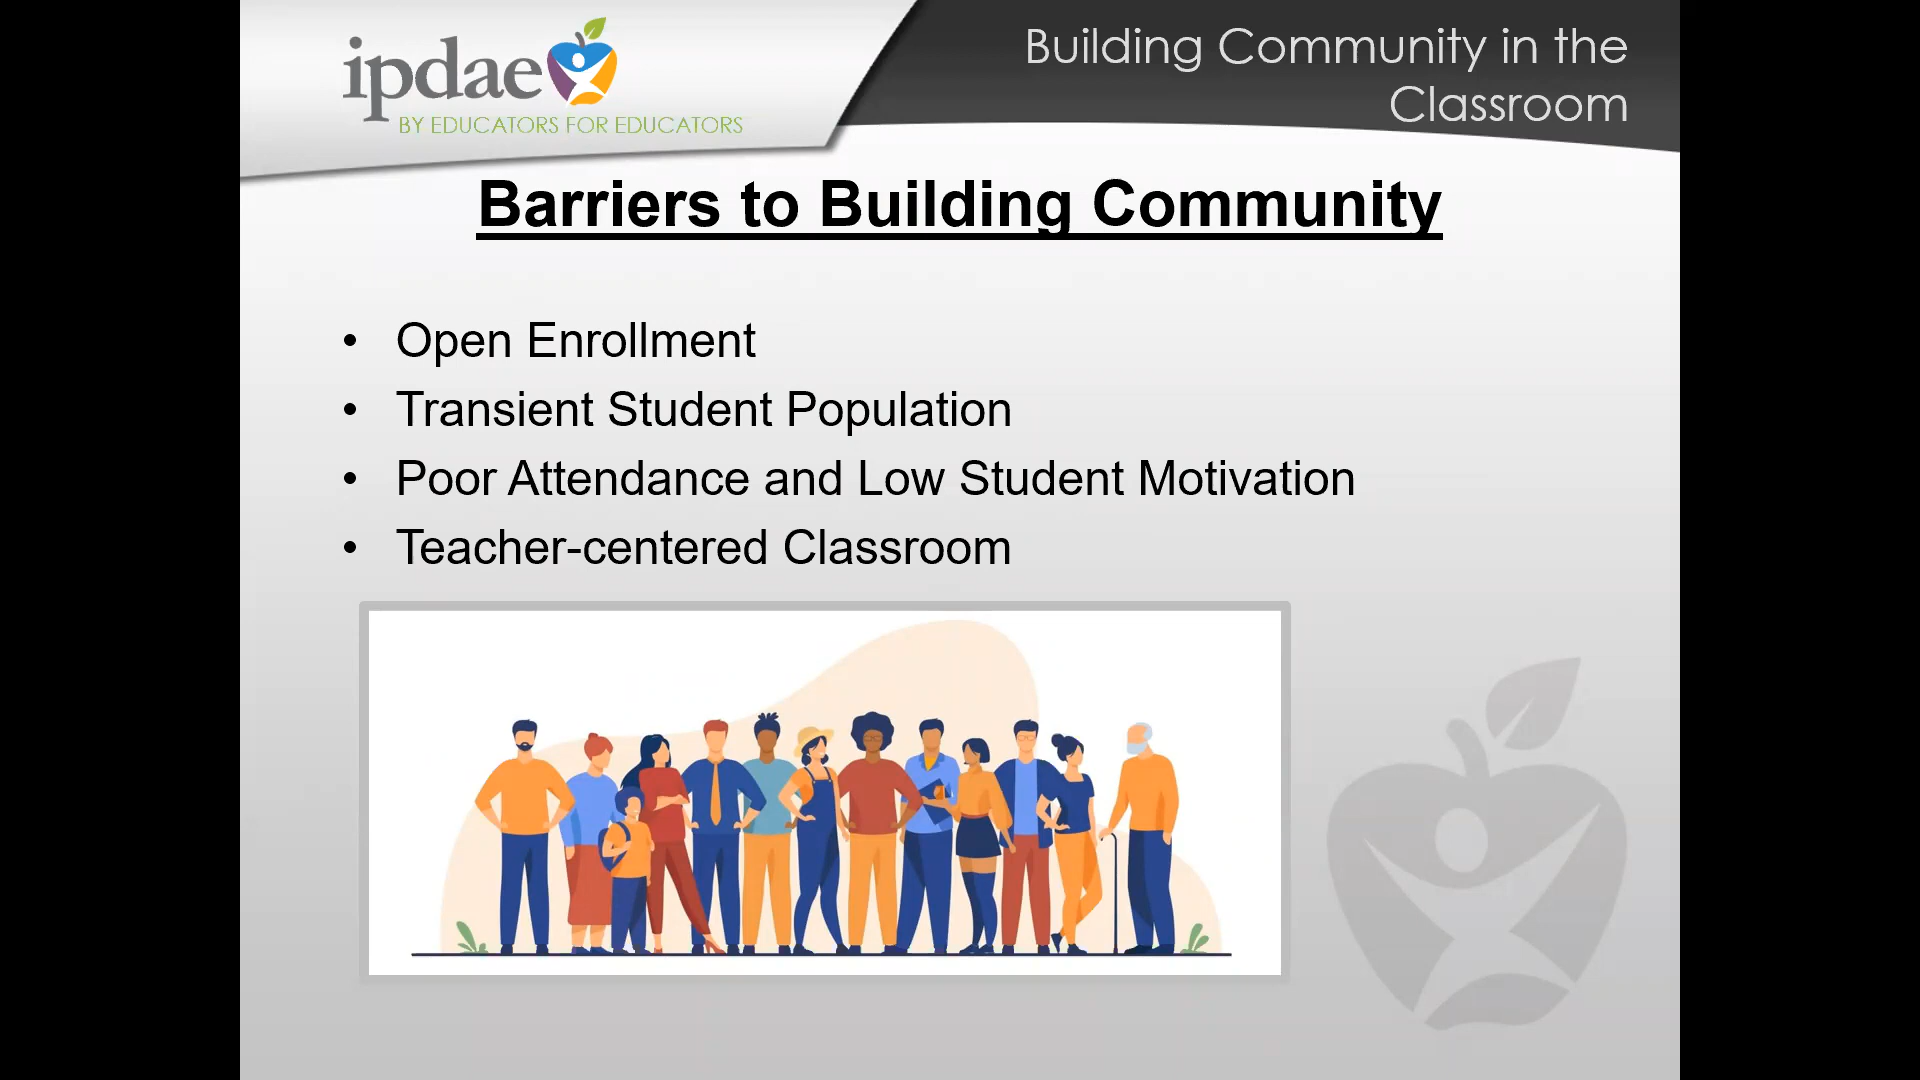 ipdae
BY EDUCATORS FOR EDUCATORS
Building Community in the
Classroom
Barriers to Building Community
• Open Enrollment
• Transient Student Population
• Poor Attendance and Low Student Motivation
• Teacher-centered Classroom